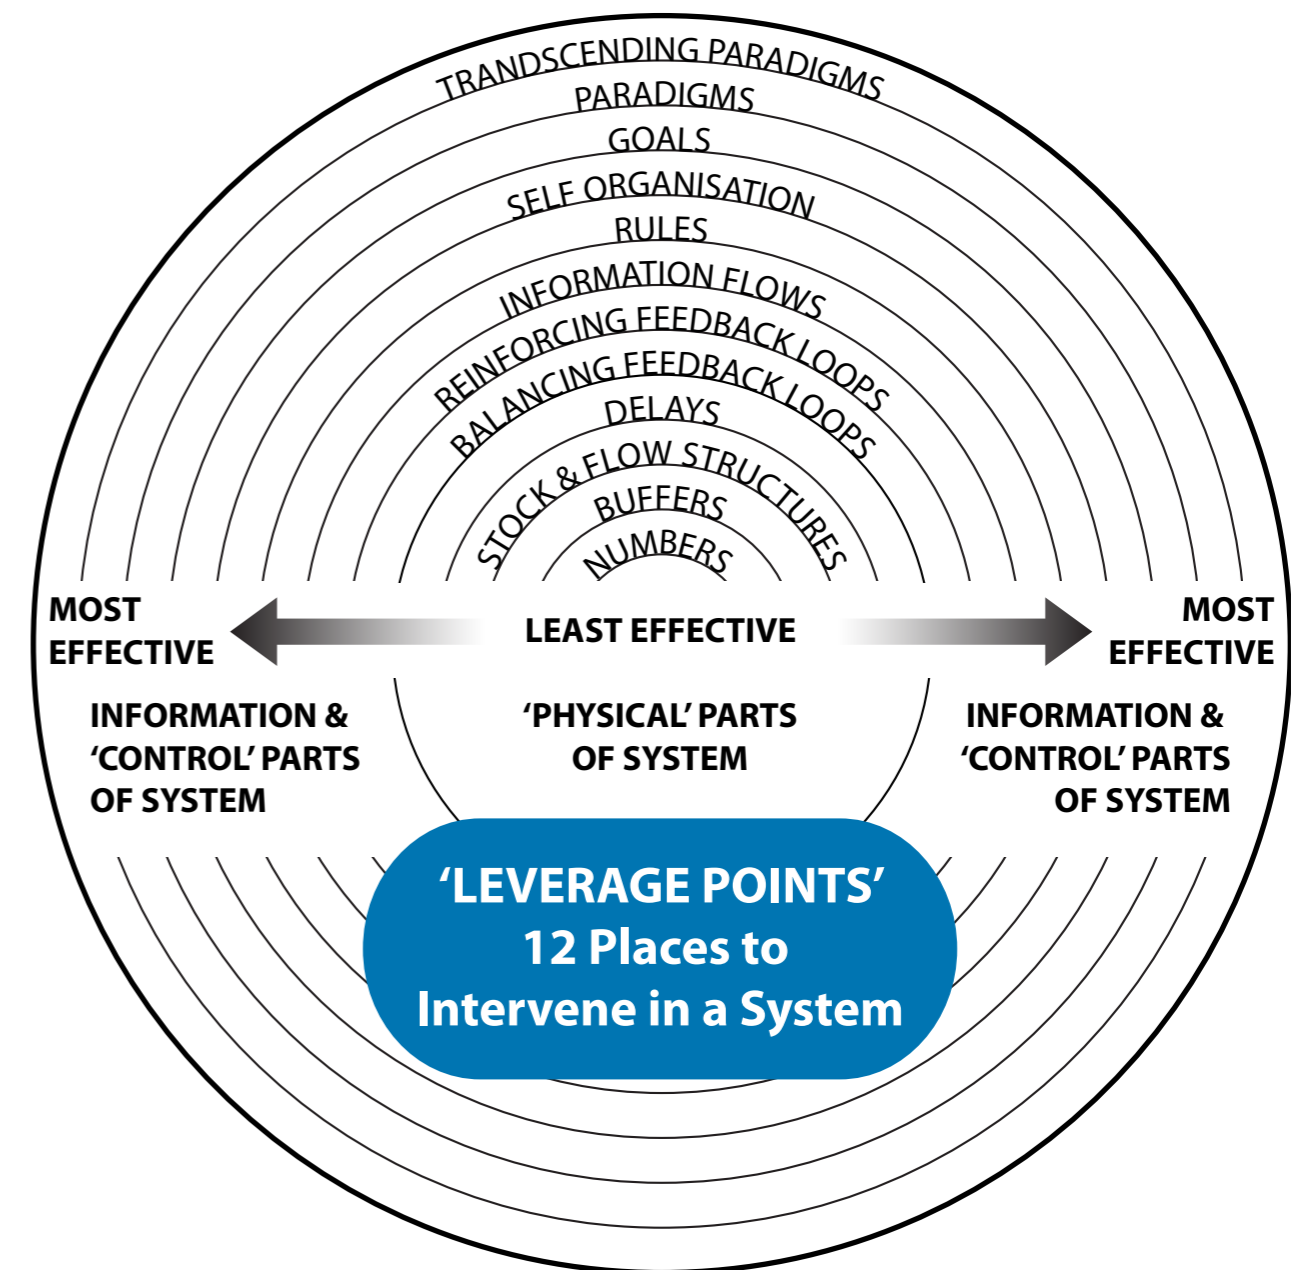 TRANDSCENDING PARADIGMS
PARADIGMS
GOALS
SELF ORGANISATION
RULES
INFORMATION FLOWS
REINFORCING FEEDBACK LOOPS
BALANCING FEEDBACK LOOPS
DELAYS
STOCK & FLOW STRUCTURES
BUFFERS
NUMBERS
MOST
EFFECTIVE
LEAST EFFECTIVE
MOST
EFFECTIVE
INFORMATION &
‘CONTROL’ PARTS
OF SYSTEM
‘PHYSICAL’ PARTS
OF SYSTEM
INFORMATION &
‘CONTROL’ PARTS
OF SYSTEM
‘LEVERAGE POINTS’
12 Places to
Intervene in a System